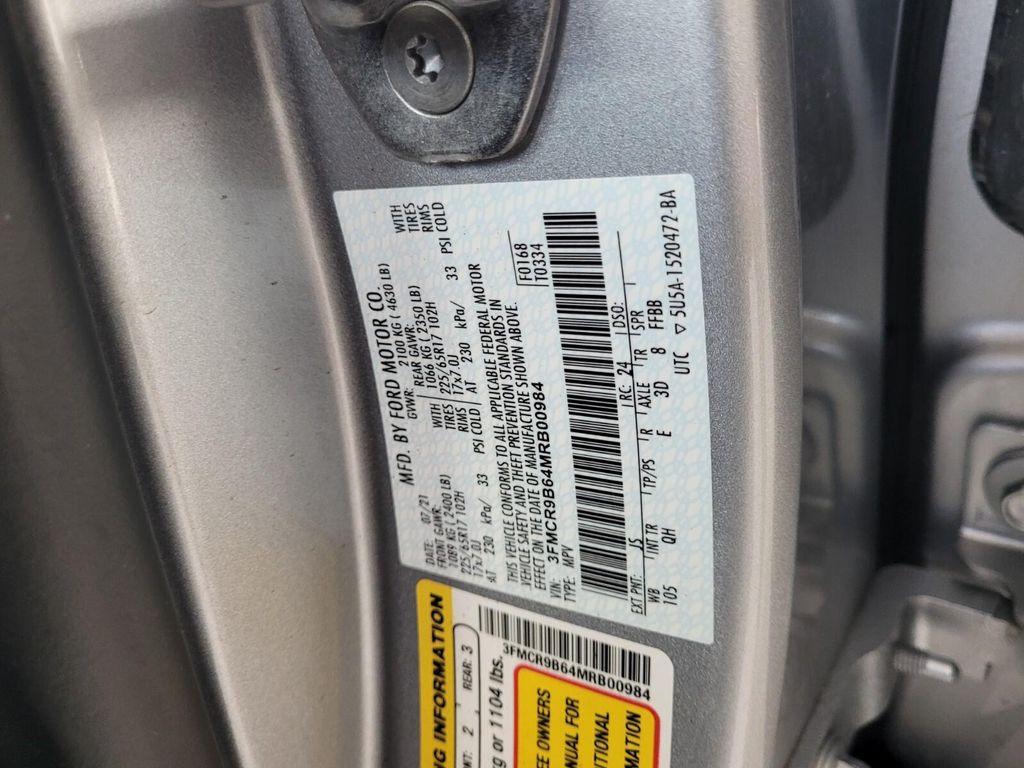 MFD. BY FORD MOTOR CO.
DATE: 07/21 GVWR: 2100 KG ( 4630 LB)
FRONT GAWR: REAR GAWR:
1089 KG ( 2400 LB) WITH 1066 KG ( 2350 LB) WITH
225/65R17 102H TIRES 225/65R17 102H TIRES
17x7.0J RIMS 17x7.0J RIMS
AT 230 kPa/ 33 PSI COLD AT 230 kPa/ 33 PSI COLD
THIS VEHICLE CONFORMS TO ALL APPLICABLE FEDERAL MOTOR
VEHICLE SAFETY AND THEFT PREVENTION STANDARDS IN
EFFECT ON THE DATE OF MANUFACTURE SHOWN ABOVE.
VIN: 3FMCR9B64MRB00984 F0168
TYPE: MPV T0334
EXT PNT: JS RC: 24 DSO:
WB INT TR TP/PS R AXLE TR SPR
105 QH E 3D 8 FFBB
UTC ▽ 5U5A-1520472-BA
NG INFORMATION
2 REAR: 3
or 1104 lbs.
3FMCR9B64MRB00984
OWNERS
FOR